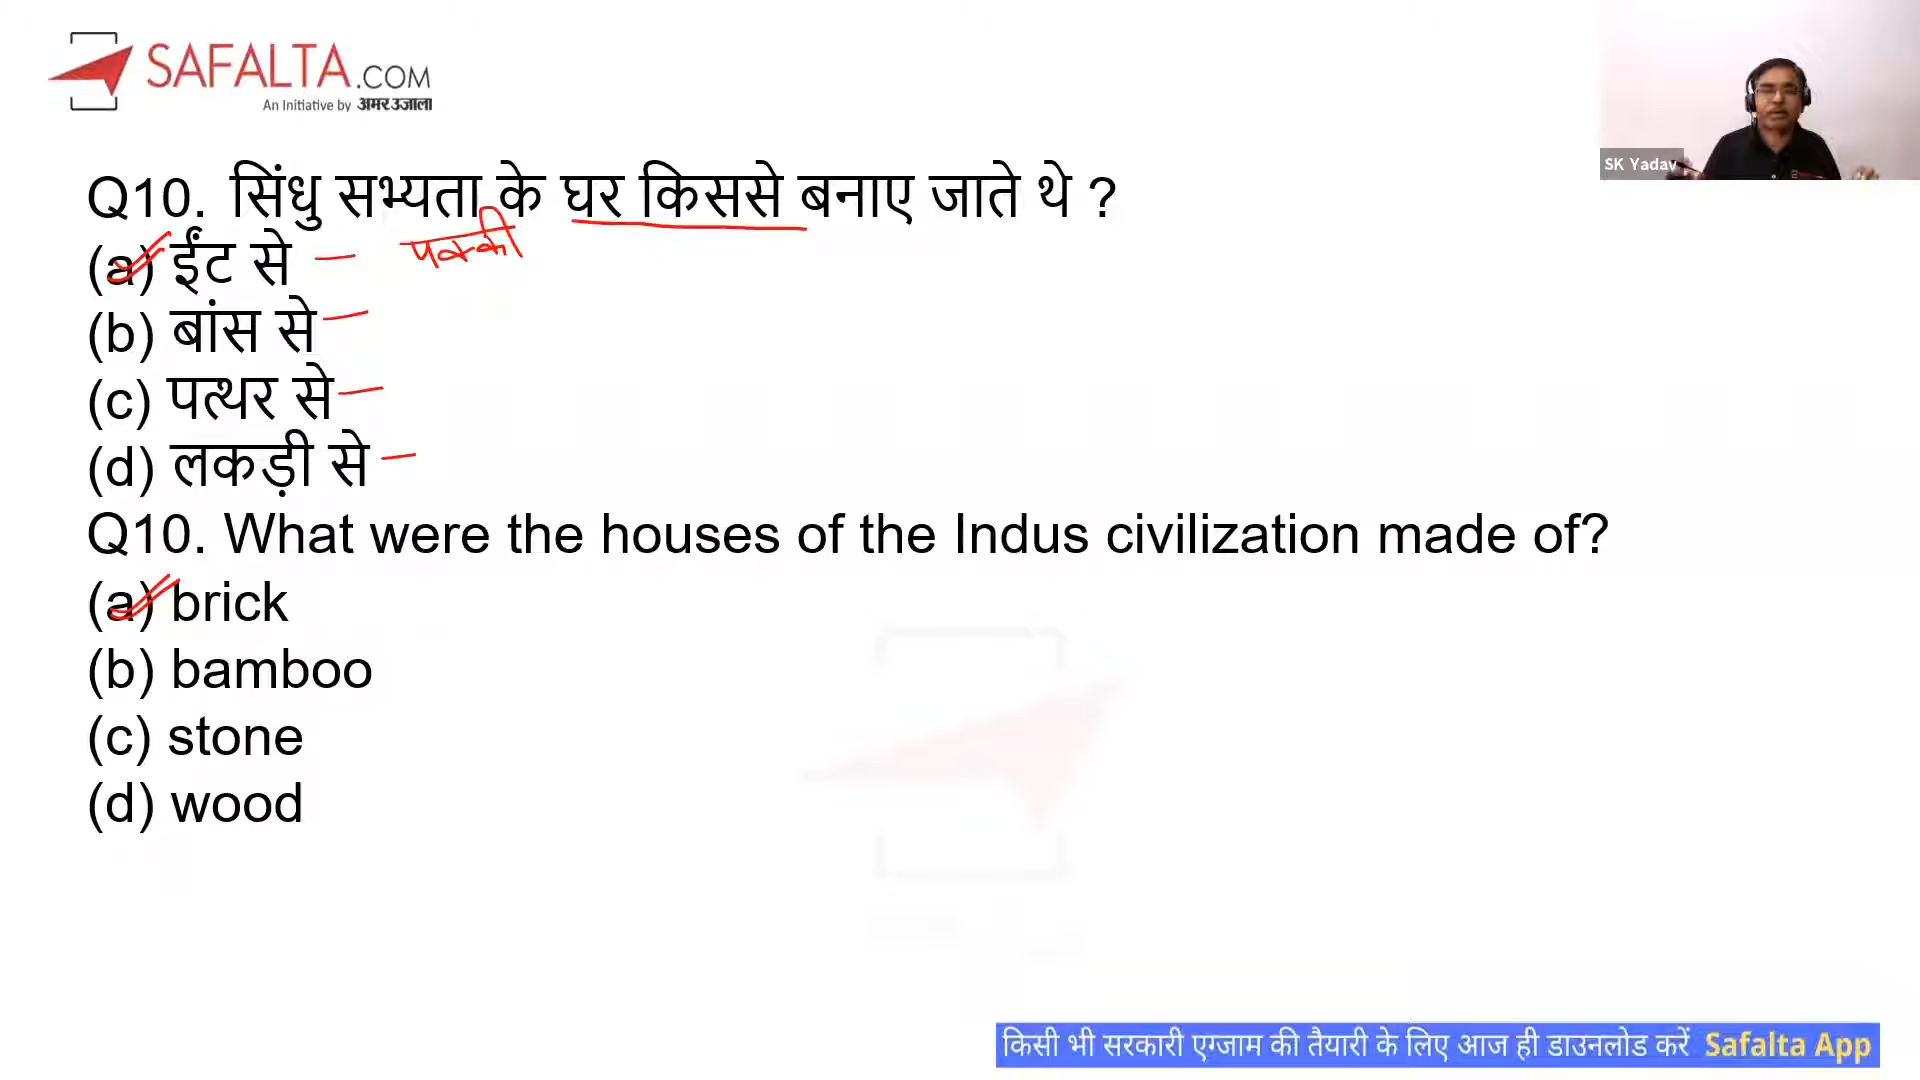 SAFALTA.COM
An Initiative by अमर उजाला
SK Yadav
Q10. सिंधु सभ्यता के घर किससे बनाए जाते थे ?
(a) ईंट से – पक्की
(b) बांस से –
(c) पत्थर से –
(d) लकड़ी से –
Q10. What were the houses of the Indus civilization made of?
(a) brick
(b) bamboo
(c) stone
(d) wood
किसी भी सरकारी एग्जाम की तैयारी के लिए आज ही डाउनलोड करें Safalta App